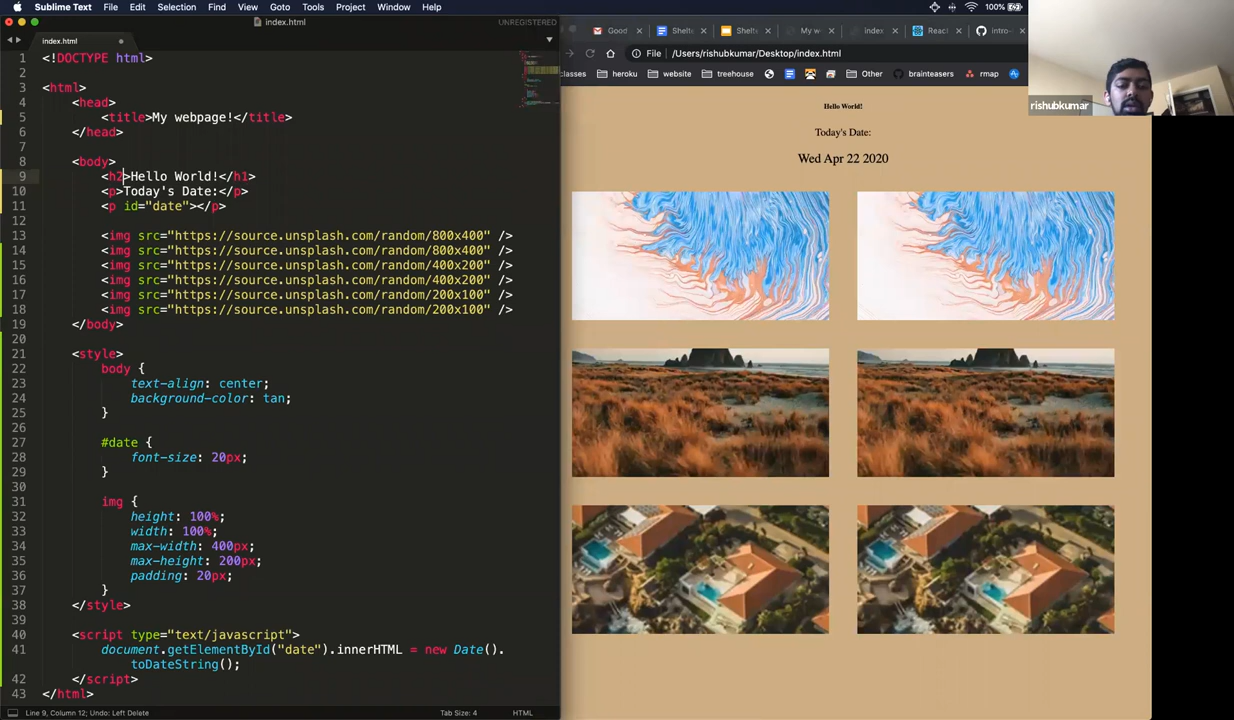 Sublime Text File Edit Selection Find View Goto Tools Project Window Help 100%
index.html UNREGISTERED
index.html
Good Shelte Shelte My we index React intro-
File /Users/rishubkumar/Desktop/index.html
classes heroku website treehouse Other brainteasers rmap
rishubkumar
1 <!DOCTYPE html>
2
3 <html>
4 <head>
5 <title>My webpage!</title>
6 </head>
7
8 <body>
9 <h2>Hello World!</h1>
10 <p>Today's Date:</p>
11 <p id="date"></p>
12
13 <img src="https://source.unsplash.com/random/800x400" />
14 <img src="https://source.unsplash.com/random/800x400" />
15 <img src="https://source.unsplash.com/random/400x200" />
16 <img src="https://source.unsplash.com/random/400x200" />
17 <img src="https://source.unsplash.com/random/200x100" />
18 <img src="https://source.unsplash.com/random/200x100" />
19 </body>
20
21 <style>
22 body {
23 text-align: center;
24 background-color: tan;
25 }
26
27 #date {
28 font-size: 20px;
29 }
30
31 img {
32 height: 100%;
33 width: 100%;
34 max-width: 400px;
35 max-height: 200px;
36 padding: 20px;
37 }
38 </style>
39
40 <script type="text/javascript">
41 document.getElementById("date").innerHTML = new Date().
toDateString();
42 </script>
43 </html>
Line 9, Column 12; Undo: Left Delete Tab Size: 4 HTML
Hello World!
Today's Date:
Wed Apr 22 2020